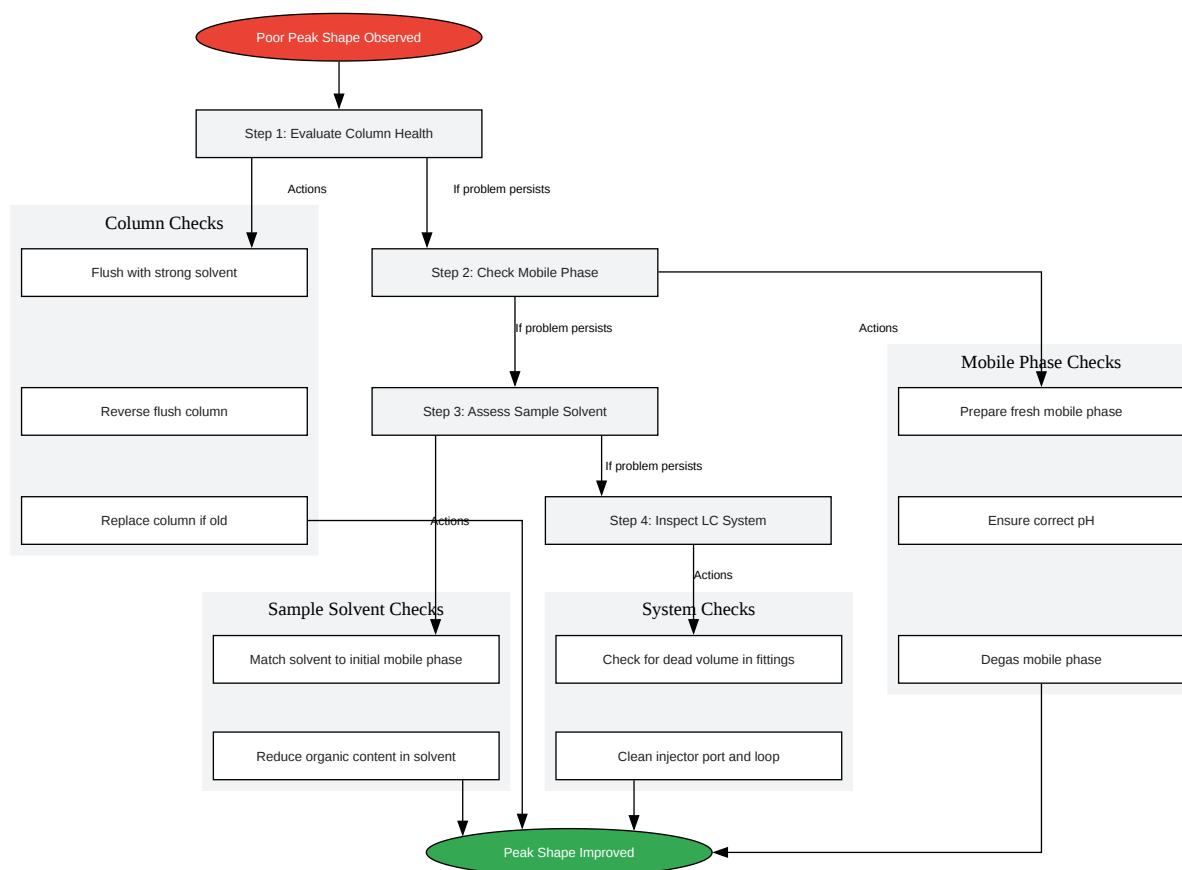 Poor Peak Shape Observed
Step 1: Evaluate Column Health
Actions
If problem persists
Column Checks
Flush with strong solvent
Step 2: Check Mobile Phase
If problem persists
Actions
Mobile Phase Checks
Reverse flush column
Step 3: Assess Sample Solvent
Prepare fresh mobile phase
If problem persists
Replace column if old
Actions
Step 4: Inspect LC System
Ensure correct pH
Actions
Sample Solvent Checks
System Checks
Match solvent to initial mobile phase
Check for dead volume in fittings
Degas mobile phase
Reduce organic content in solvent
Clean injector port and loop
Peak Shape Improved